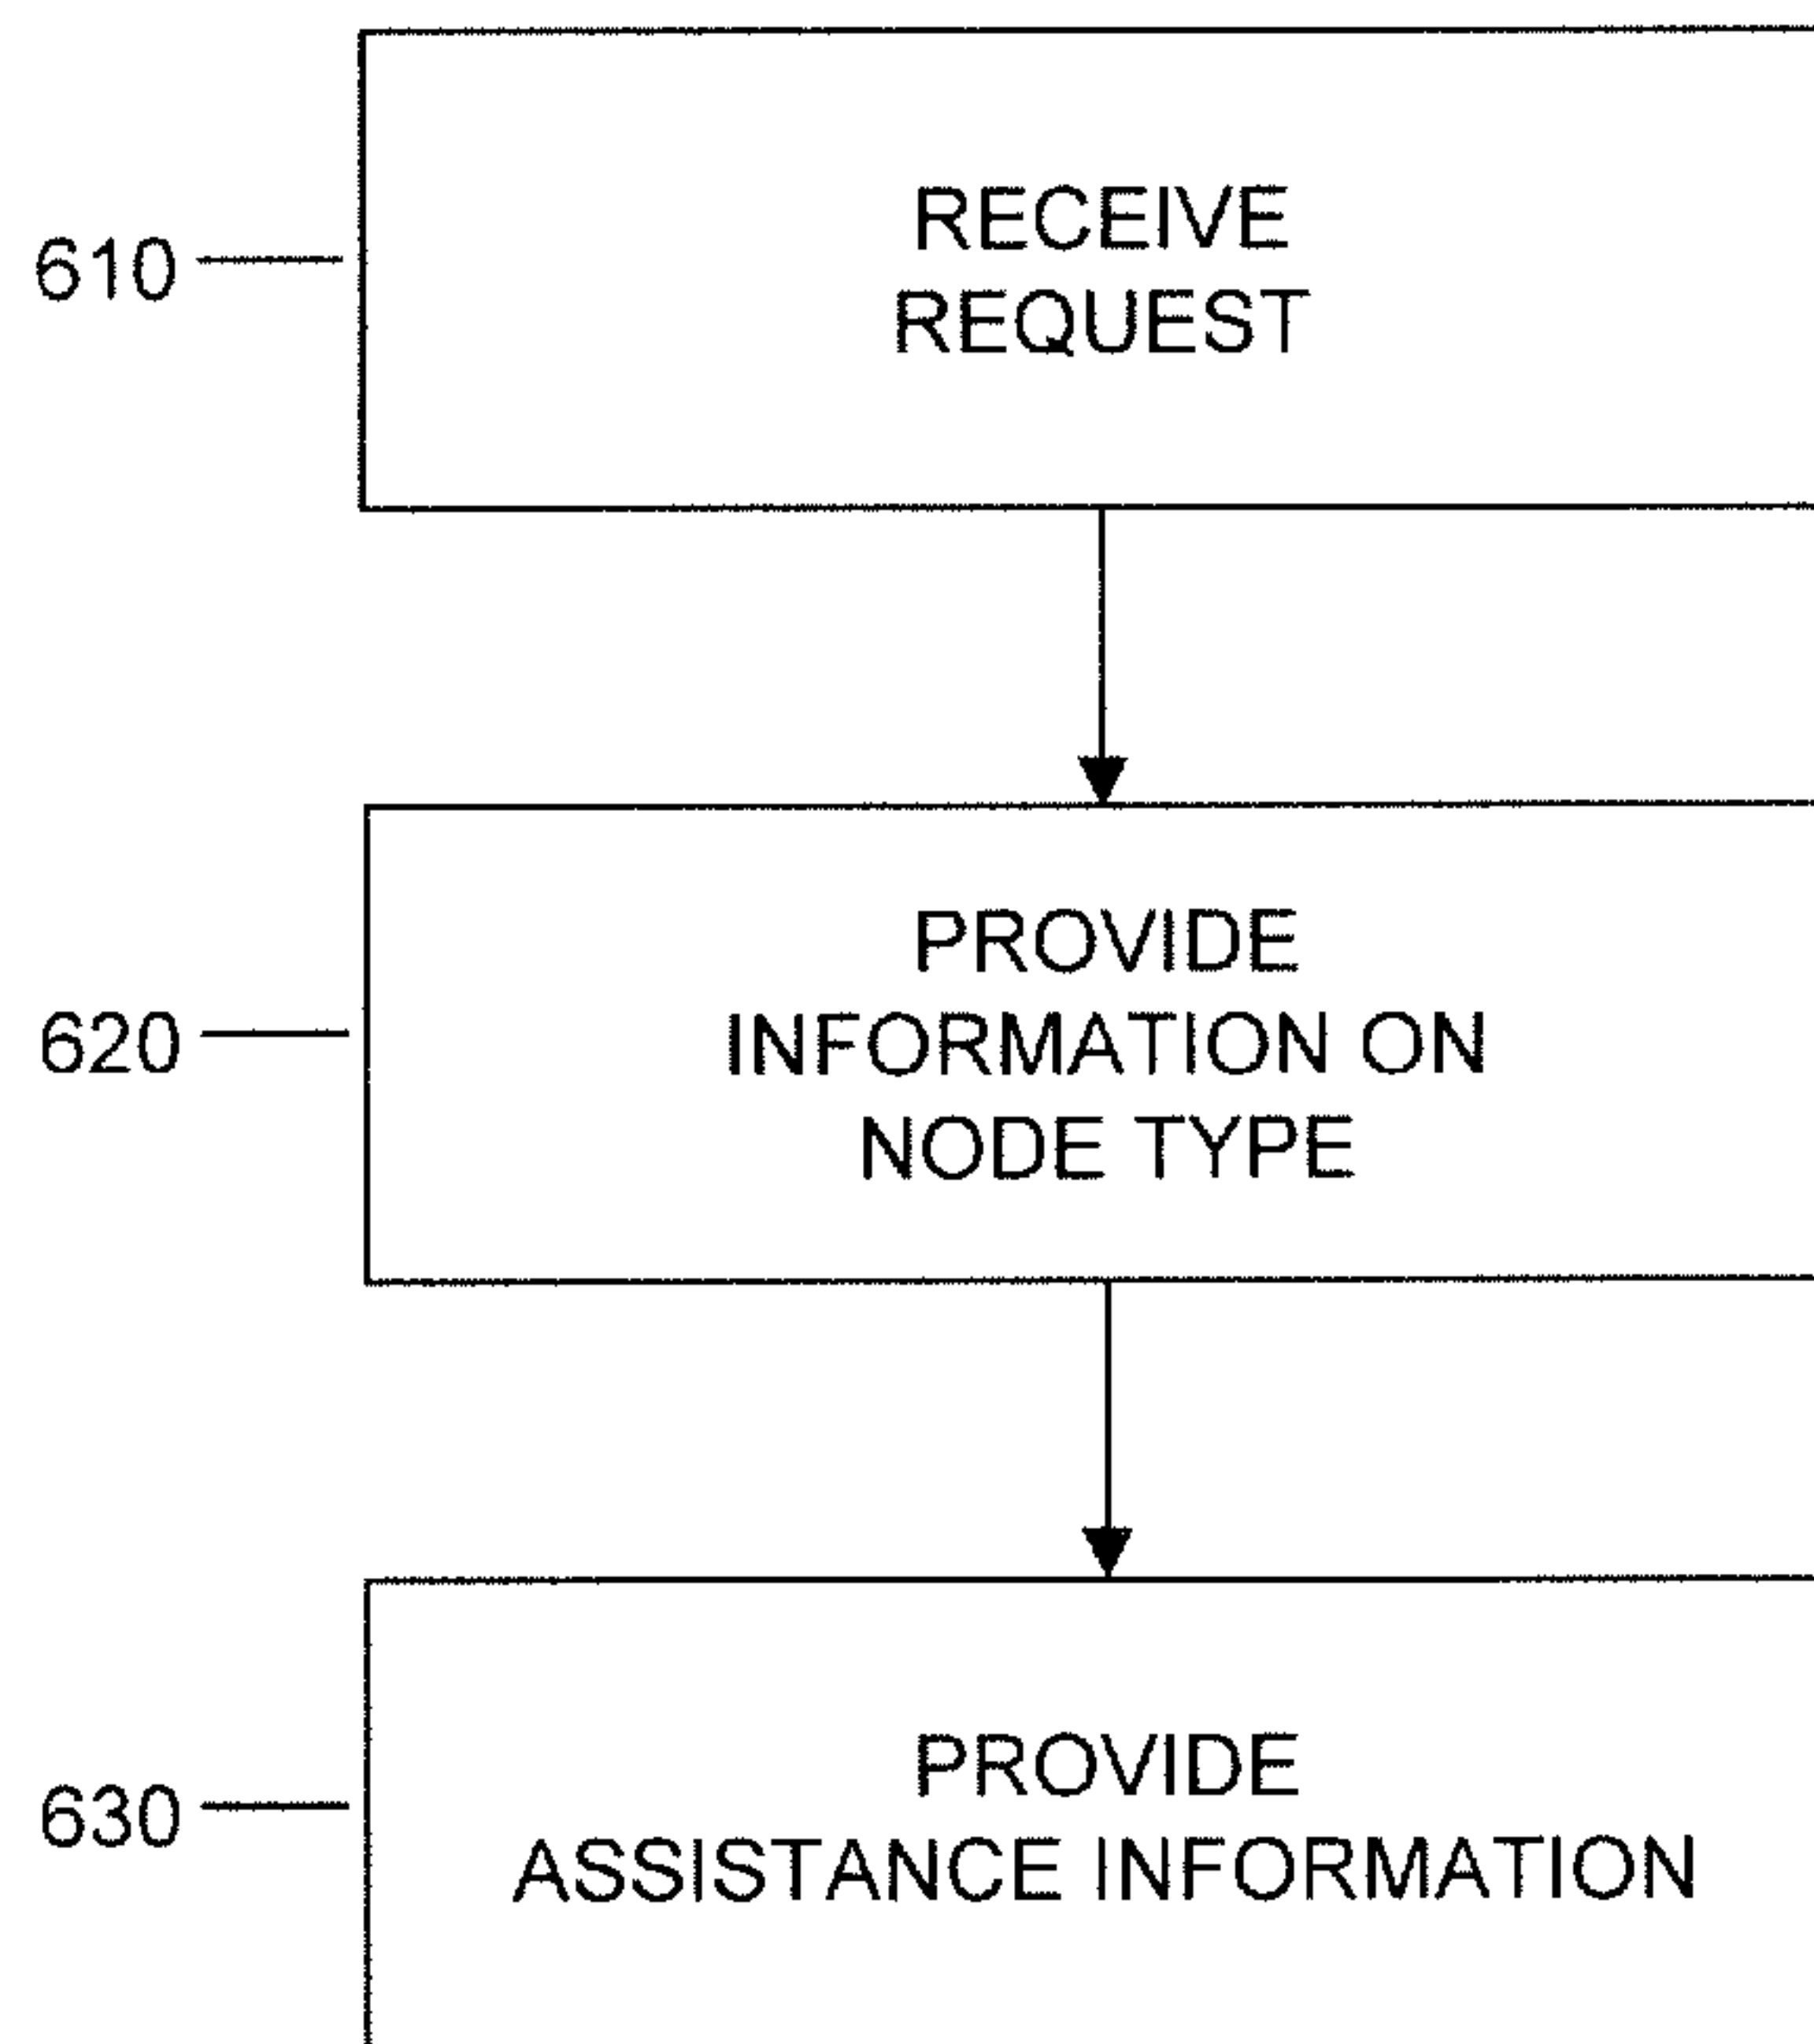 610
RECEIVE
REQUEST
620
PROVIDE
INFORMATION ON
NODE TYPE
630
PROVIDE
ASSISTANCE INFORMATION